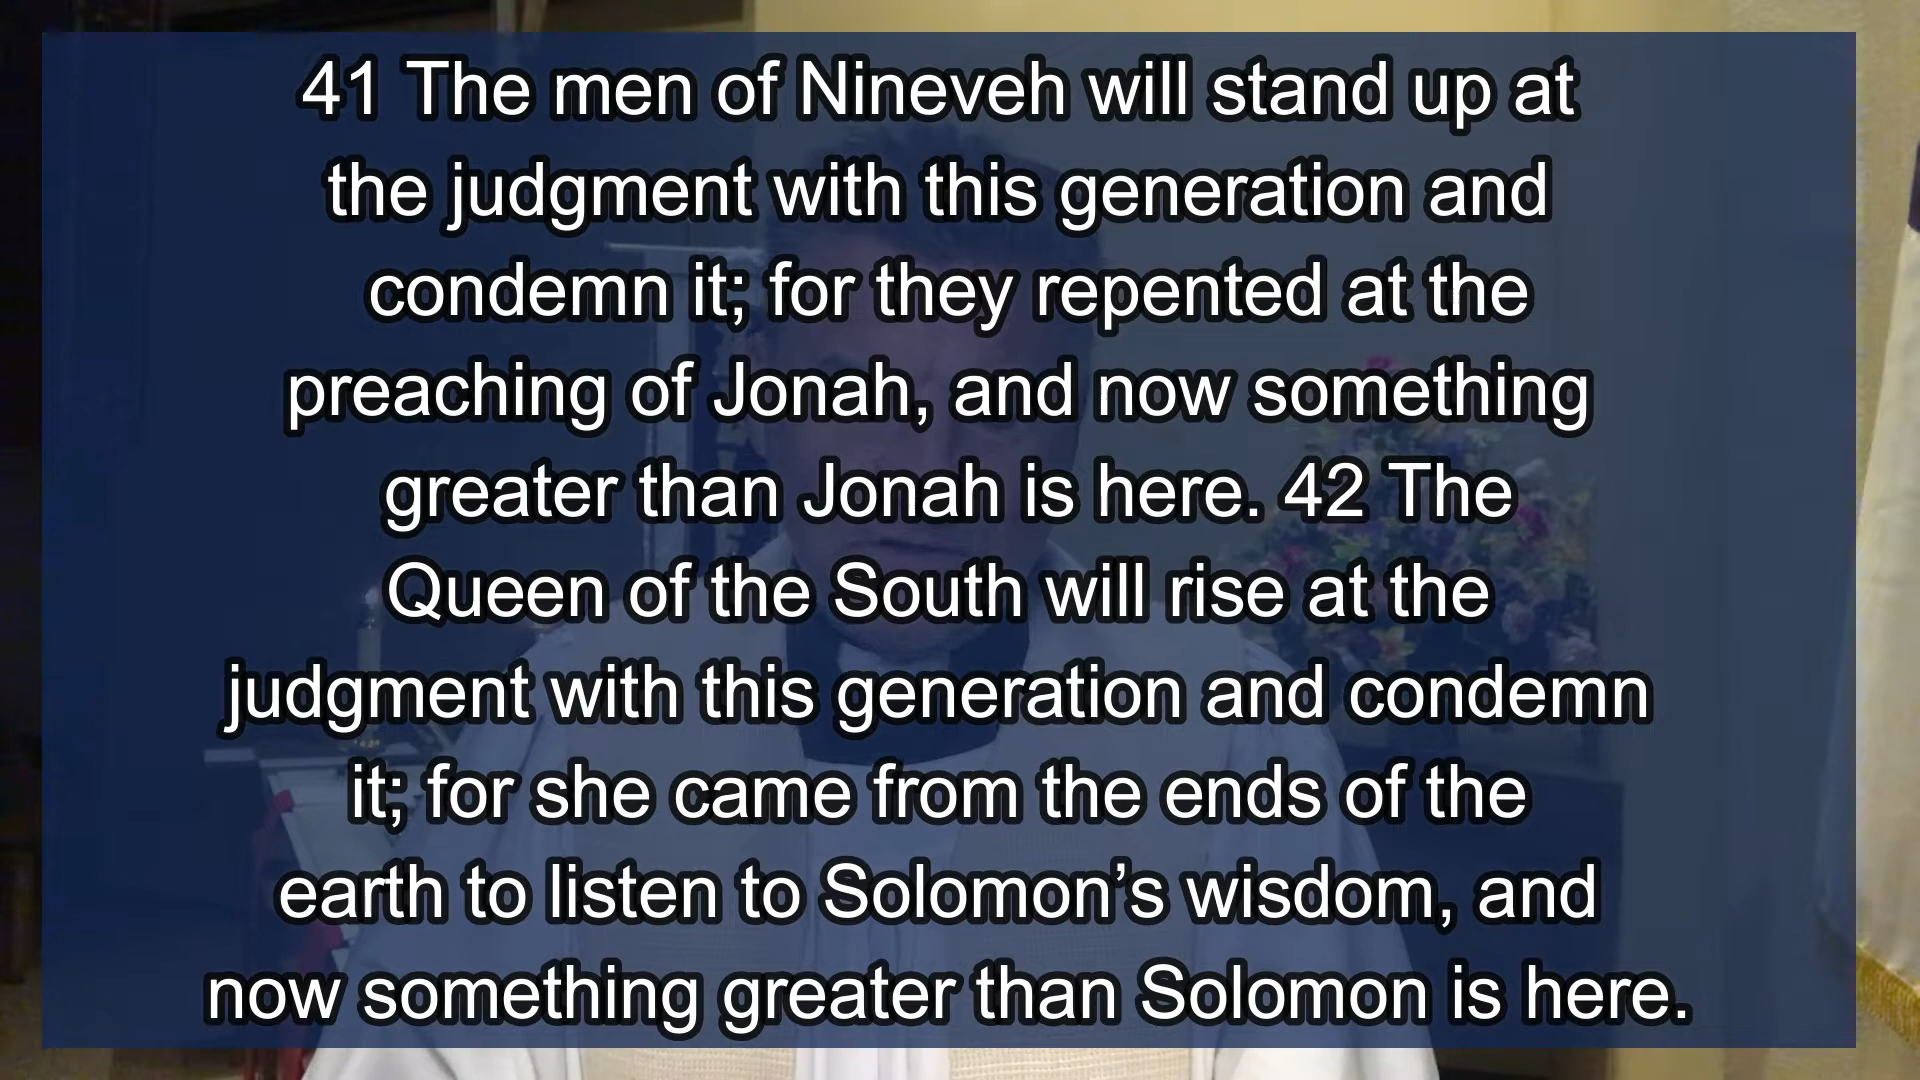 41 The men of Nineveh will stand up at
the judgment with this generation and
condemn it; for they repented at the
preaching of Jonah, and now something
greater than Jonah is here. 42 The
Queen of the South will rise at the
judgment with this generation and condemn
it; for she came from the ends of the
earth to listen to Solomon’s wisdom, and
now something greater than Solomon is here.